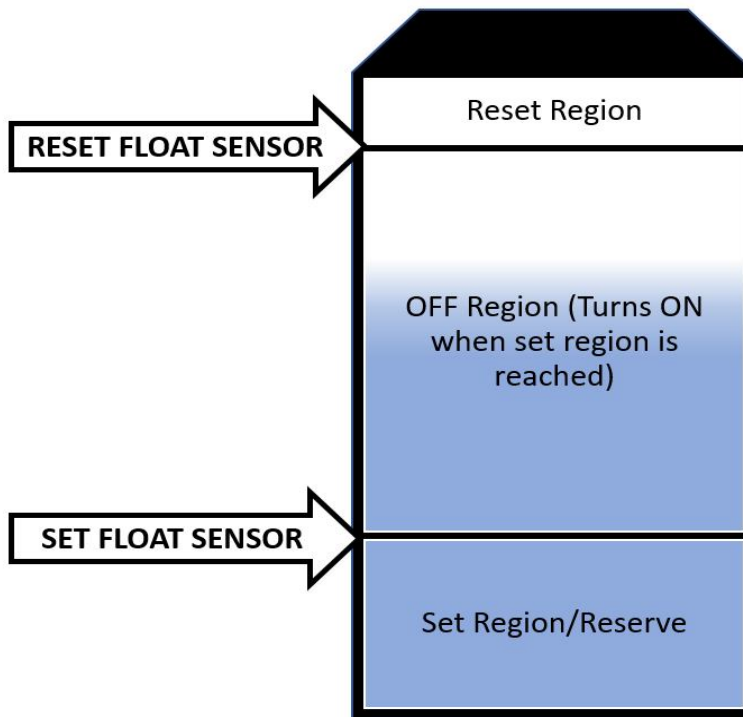 Reset Region
RESET FLOAT SENSOR
OFF Region (Turns ON
when set region is
reached)
SET FLOAT SENSOR
Set Region/Reserve